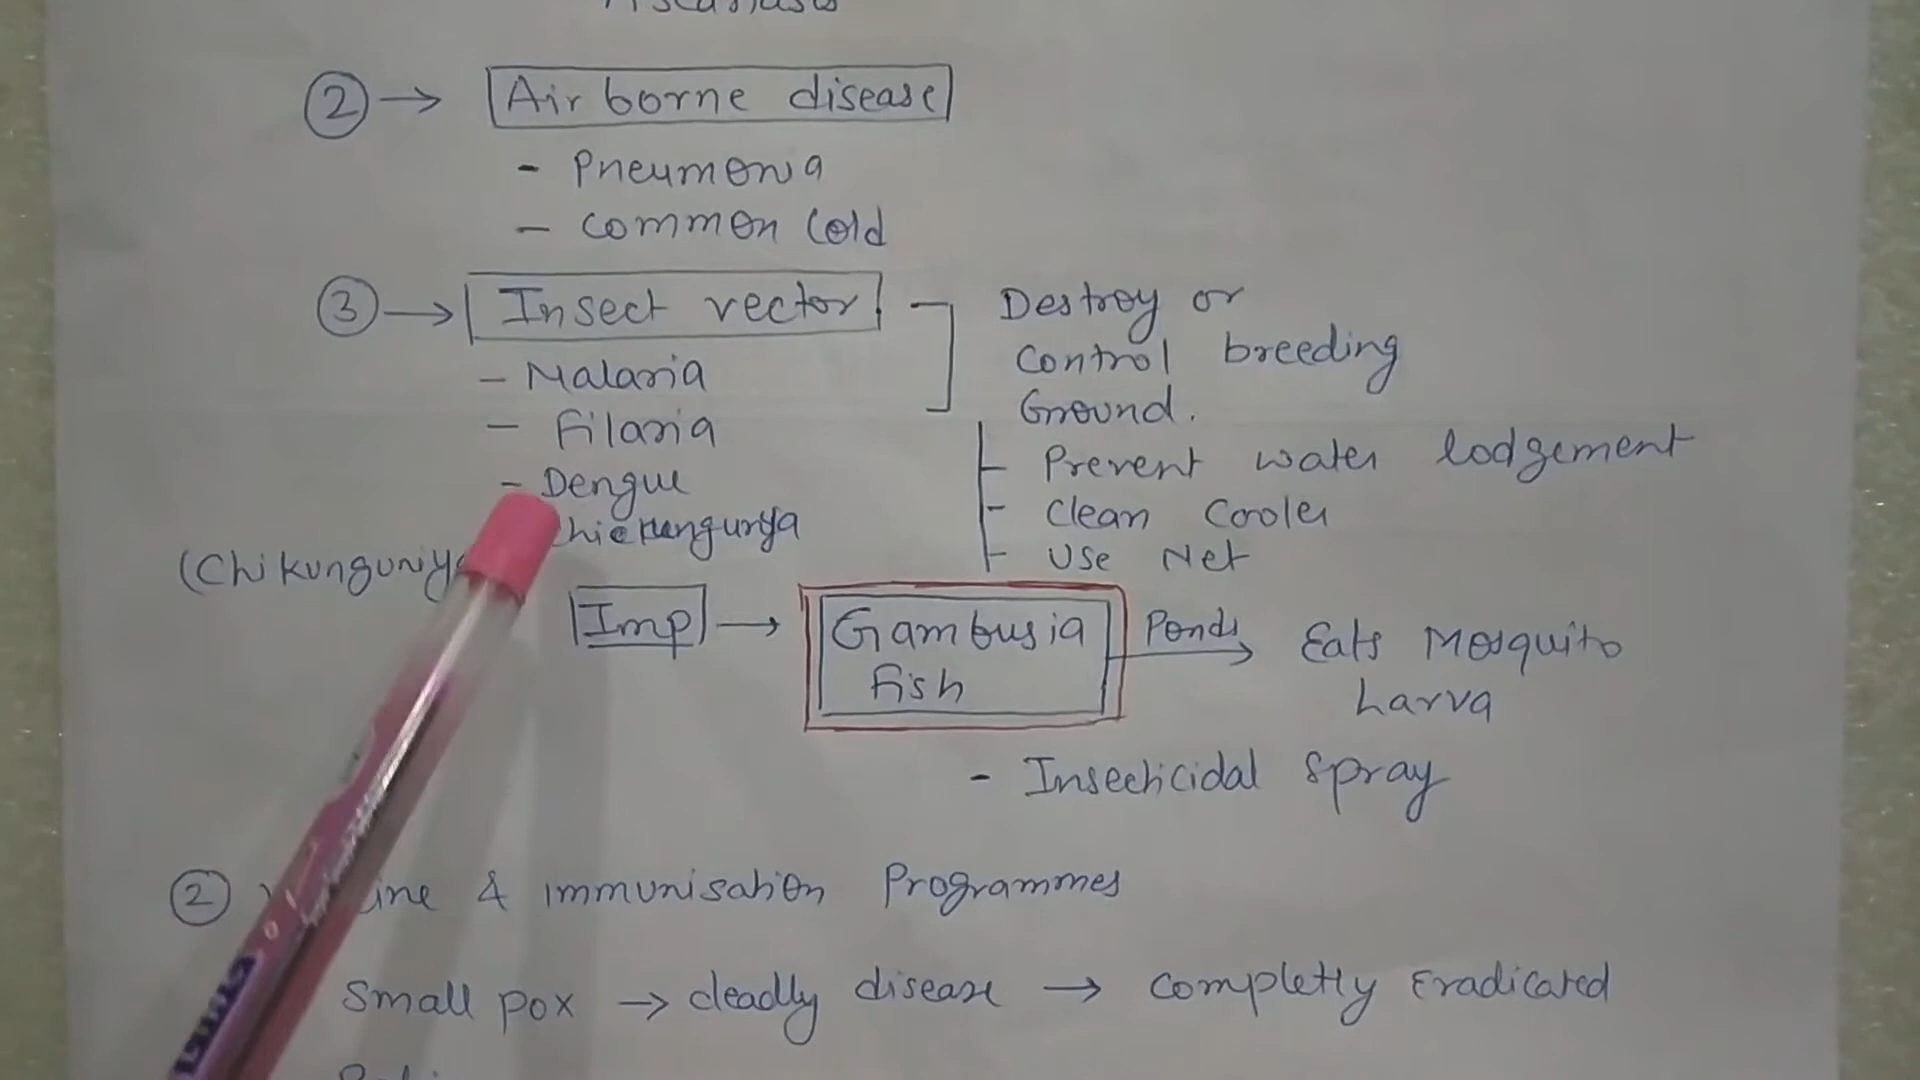 Ascariasis
② → Air borne disease
- Pneumonia
- Common Cold
③ → Insect vector
- Malaria
- Filaria
- Dengue
Chickengunya
(Chikunguniya
Destroy or
Control breeding
Ground.
- Prevent water lodgement
- Clean Cooler
- Use Net
Imp → Gambusia Fish Ponds → Eats Mosquito
Larva
- Insecticidal Spray
② & immunisation Programmes
Small pox → deadly disease → Completly Eradicated